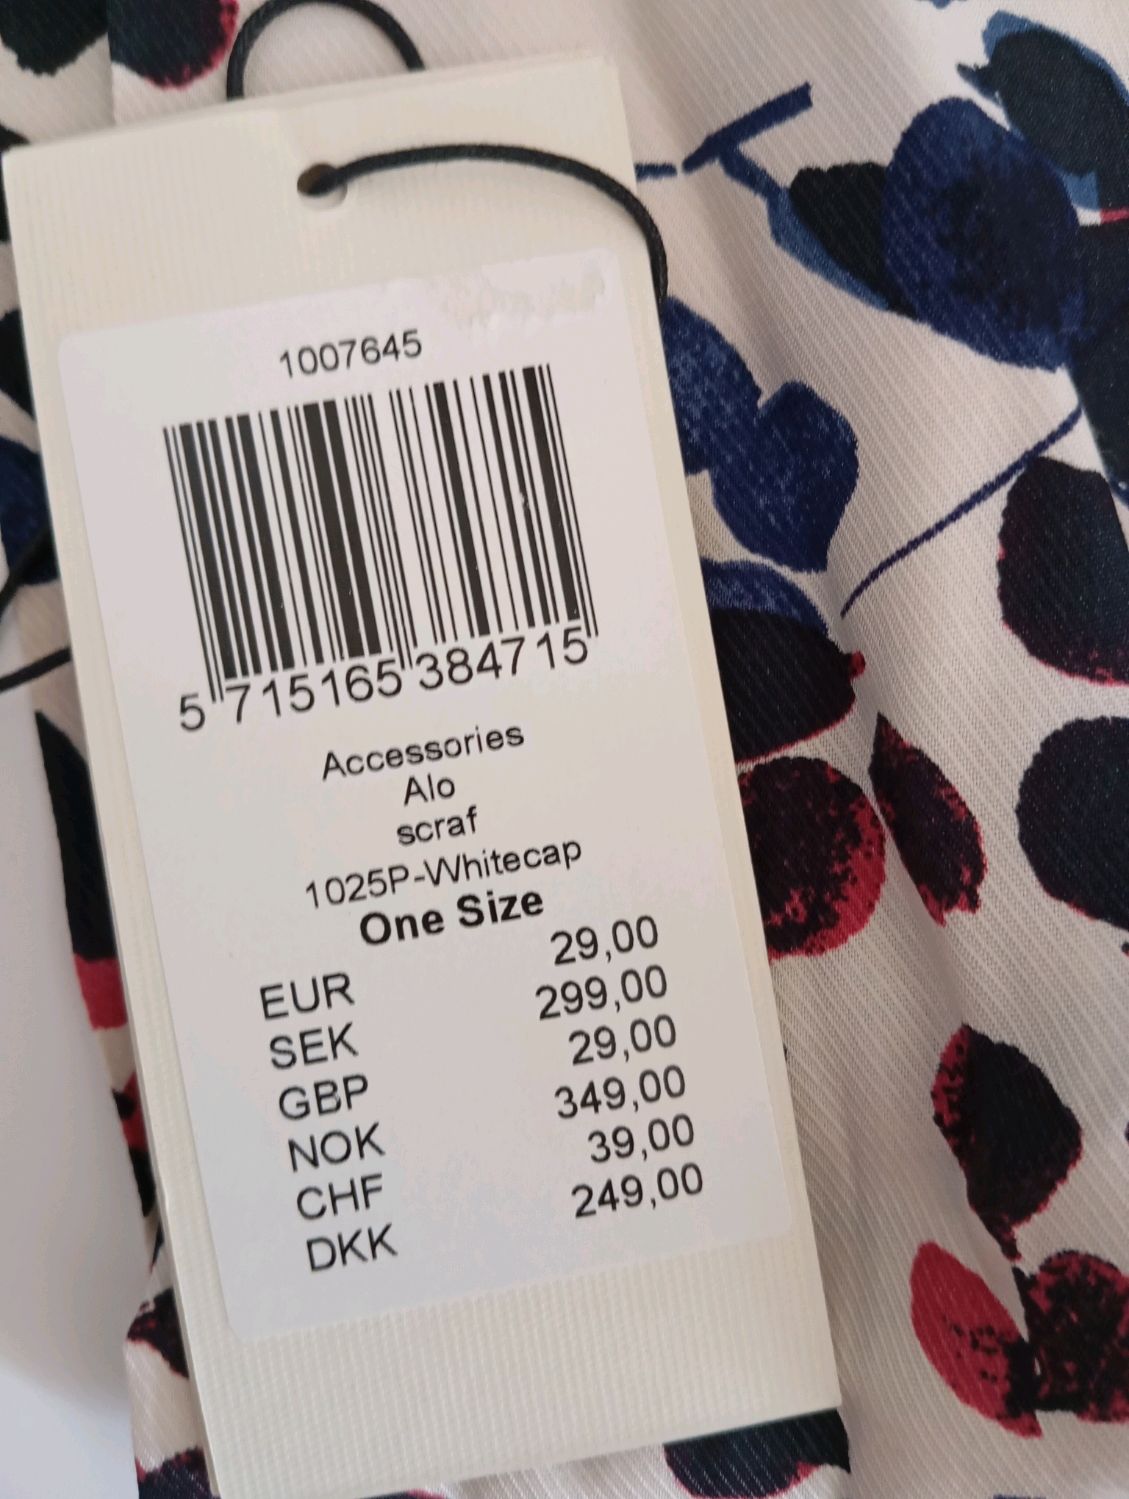 1007645
5 715165 384715
Accessories
Alo
scraf
1025P-Whitecap
One Size
EUR 29,00
SEK 299,00
GBP 29,00
NOK 349,00
CHF 39,00
DKK 249,00